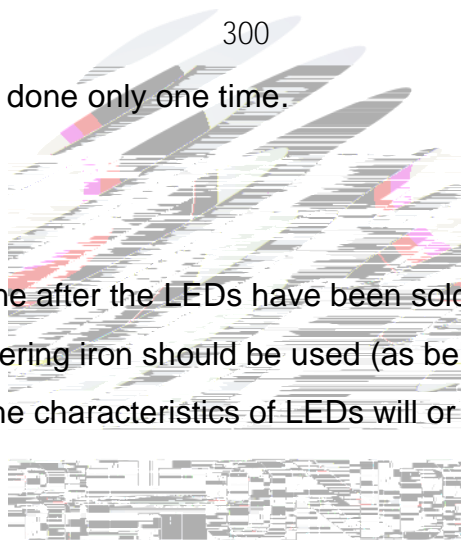 300
done only one time.
ne after the LEDs have been sold
ering iron should be used (as be
ne characteristics of LEDs will or